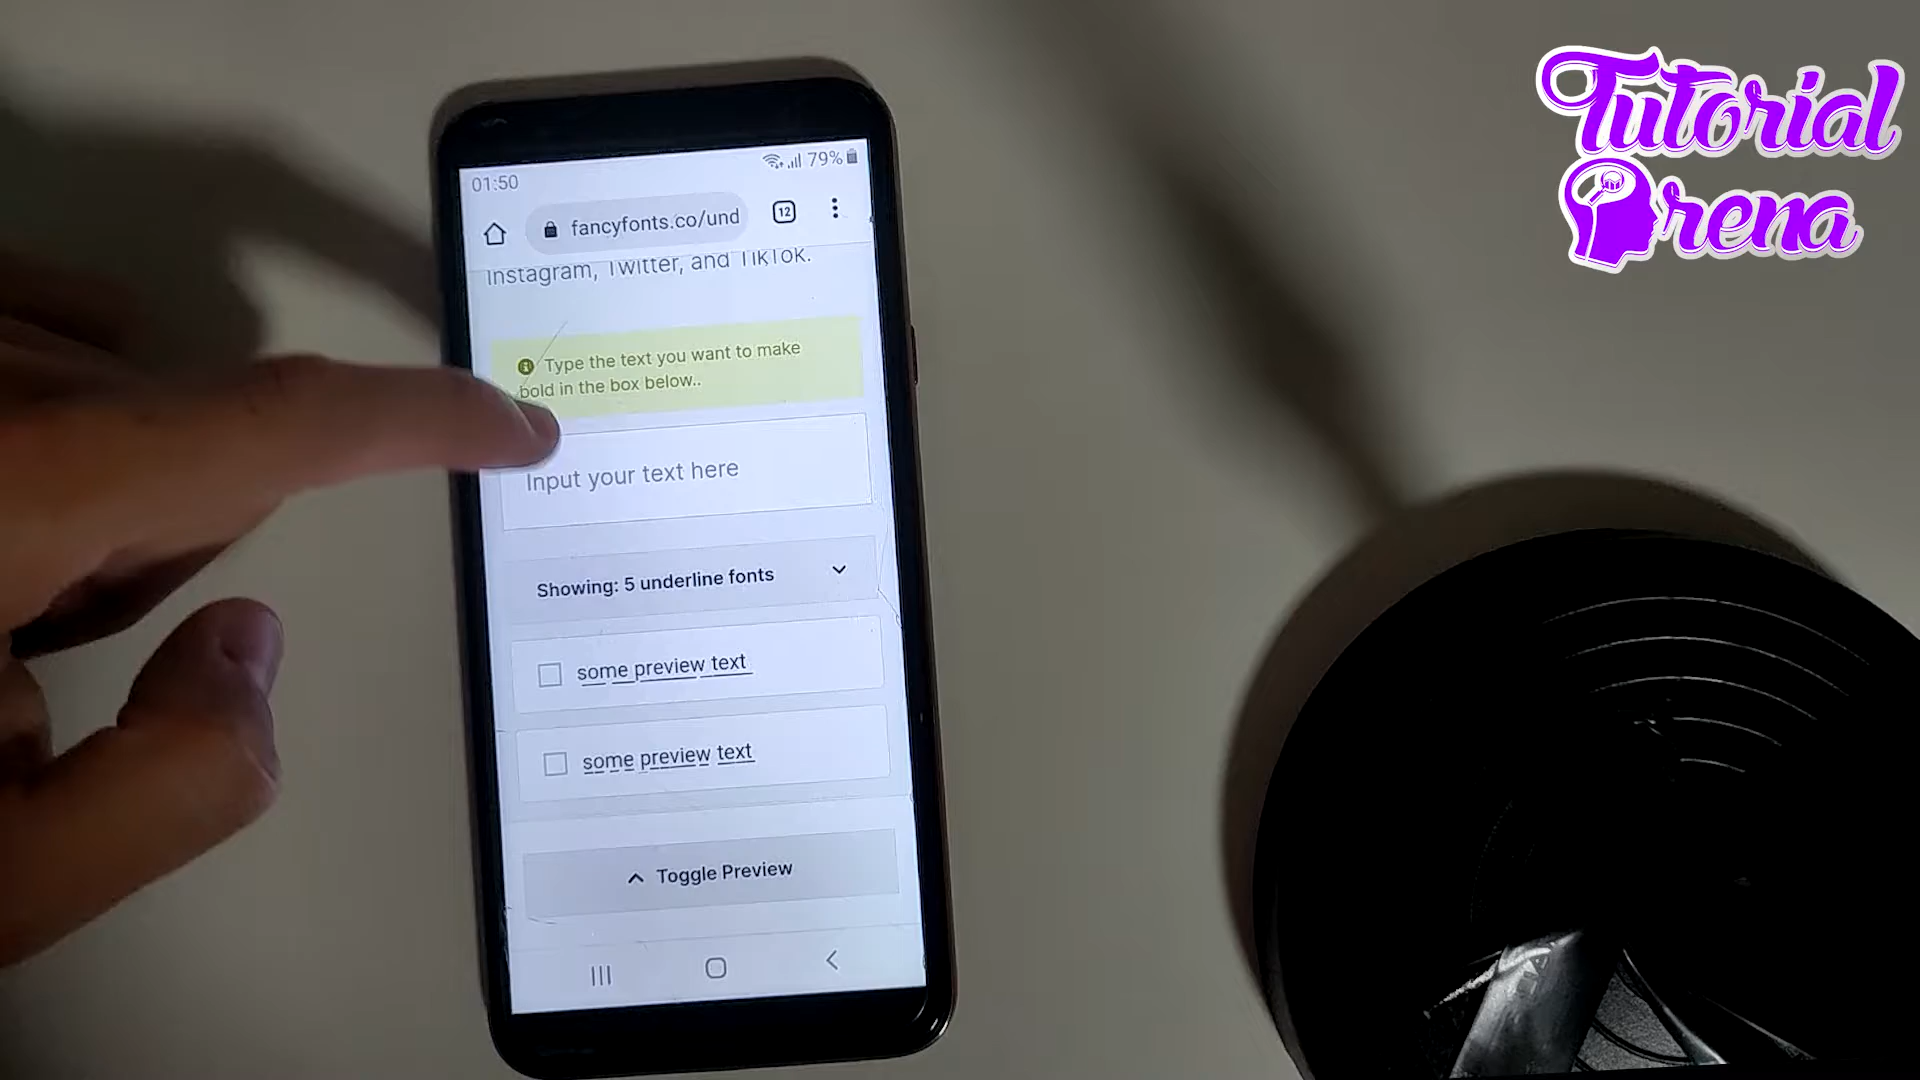 Tutorial
Arena
01:50
79%
fancyfonts.co/und
12
Instagram, Twitter, and TikTok.
Type the text you want to make
bold in the box below..
Input your text here
Showing: 5 underline fonts
some preview text
some preview text
Toggle Preview